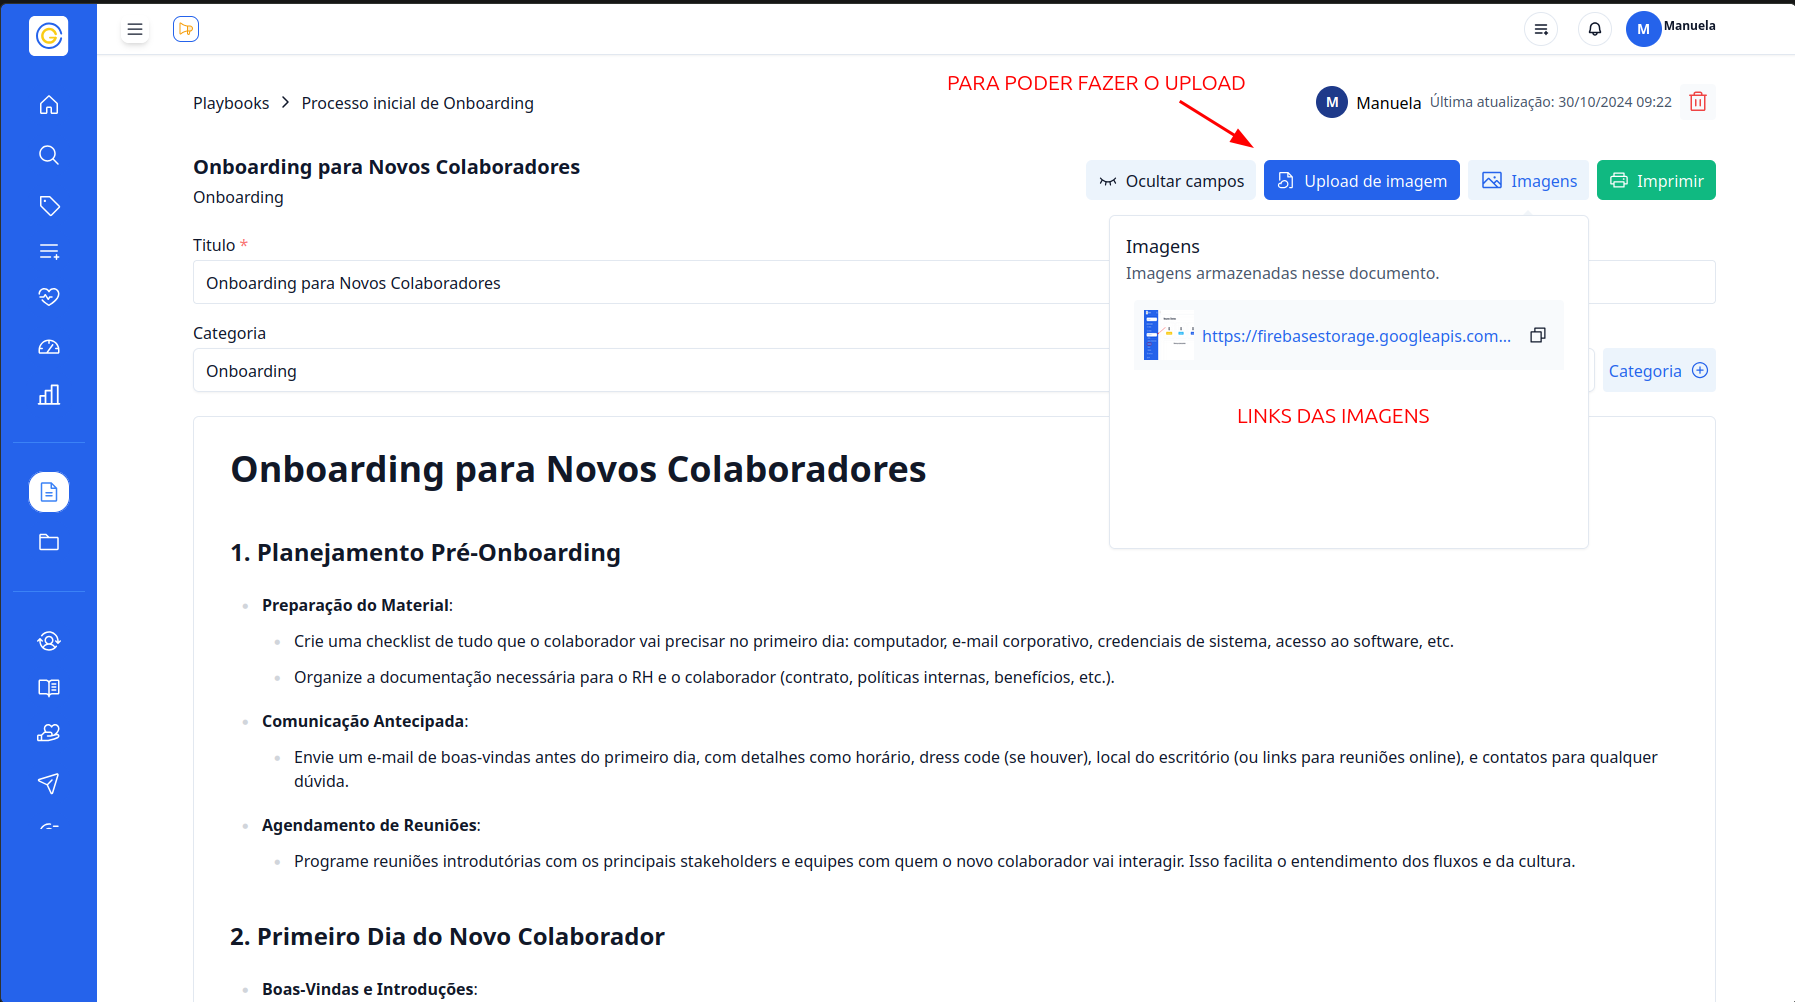 M Manuela
PARA PODER FAZER O UPLOAD
Playbooks > Processo inicial de Onboarding
M Manuela Última atualização: 30/10/2024 09:22
Onboarding para Novos Colaboradores
Onboarding
Ocultar campos
Upload de imagem
Imagens
Imprimir
Titulo *
Onboarding para Novos Colaboradores
Categoria
Onboarding
Categoria
Imagens
Imagens armazenadas nesse documento.
https://firebasestorage.googleapis.com...
LINKS DAS IMAGENS
Onboarding para Novos Colaboradores
1. Planejamento Pré-Onboarding
Preparação do Material:
Crie uma checklist de tudo que o colaborador vai precisar no primeiro dia: computador, e-mail corporativo, credenciais de sistema, acesso ao software, etc.
Organize a documentação necessária para o RH e o colaborador (contrato, políticas internas, benefícios, etc.).
Comunicação Antecipada:
Envie um e-mail de boas-vindas antes do primeiro dia, com detalhes como horário, dress code (se houver), local do escritório (ou links para reuniões online), e contatos para qualquer
dúvida.
Agendamento de Reuniões:
Programe reuniões introdutórias com os principais stakeholders e equipes com quem o novo colaborador vai interagir. Isso facilita o entendimento dos fluxos e da cultura.
2. Primeiro Dia do Novo Colaborador
Boas-Vindas e Introduções: